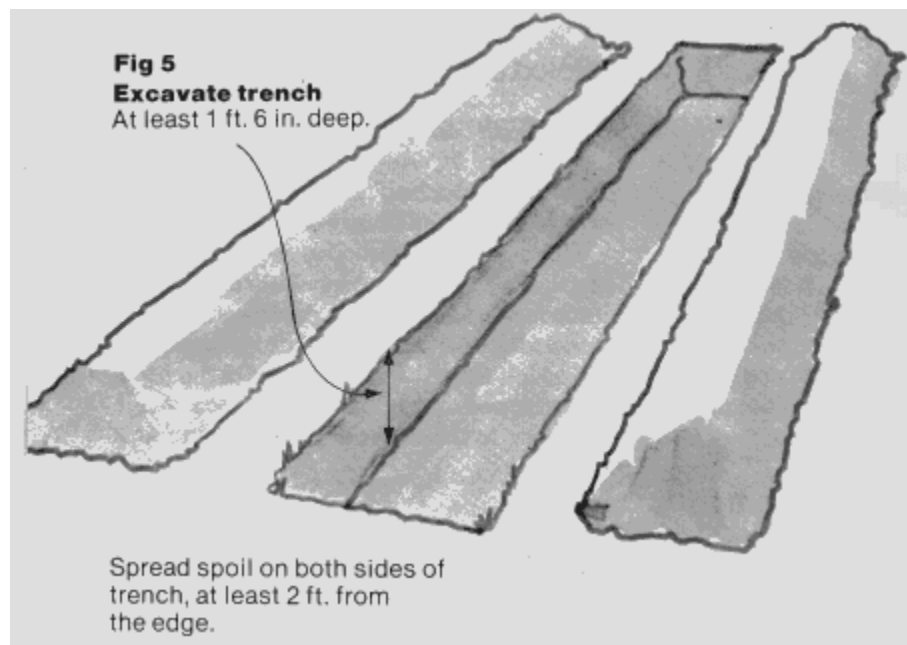 Fig 5
Excavate trench
At least 1 ft. 6 in. deep.
Spread spoil on both sides of
trench, at least 2 ft. from
the edge.